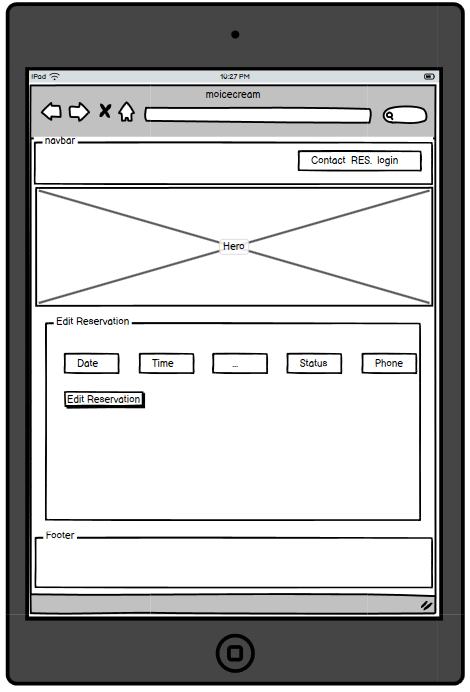 iPad 10:27 PM
moicecream
navbar
Contact RES. login
Hero
Edit Reservation
Date Time ... Status Phone
Edit Reservation
Footer